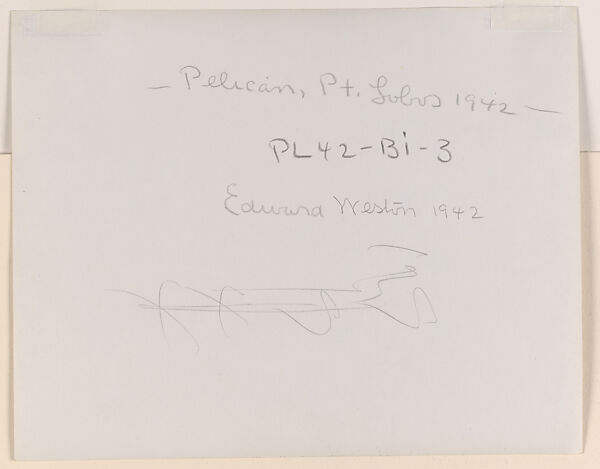 — Pelican, Pt. Lobos 1942 —
PL42-Bi-3
Edward Weston 1942